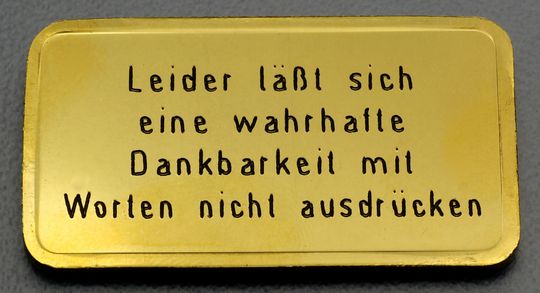 Leider läßt sich
eine wahrhafte
Dankbarkeit mit
Worten nicht ausdrücken